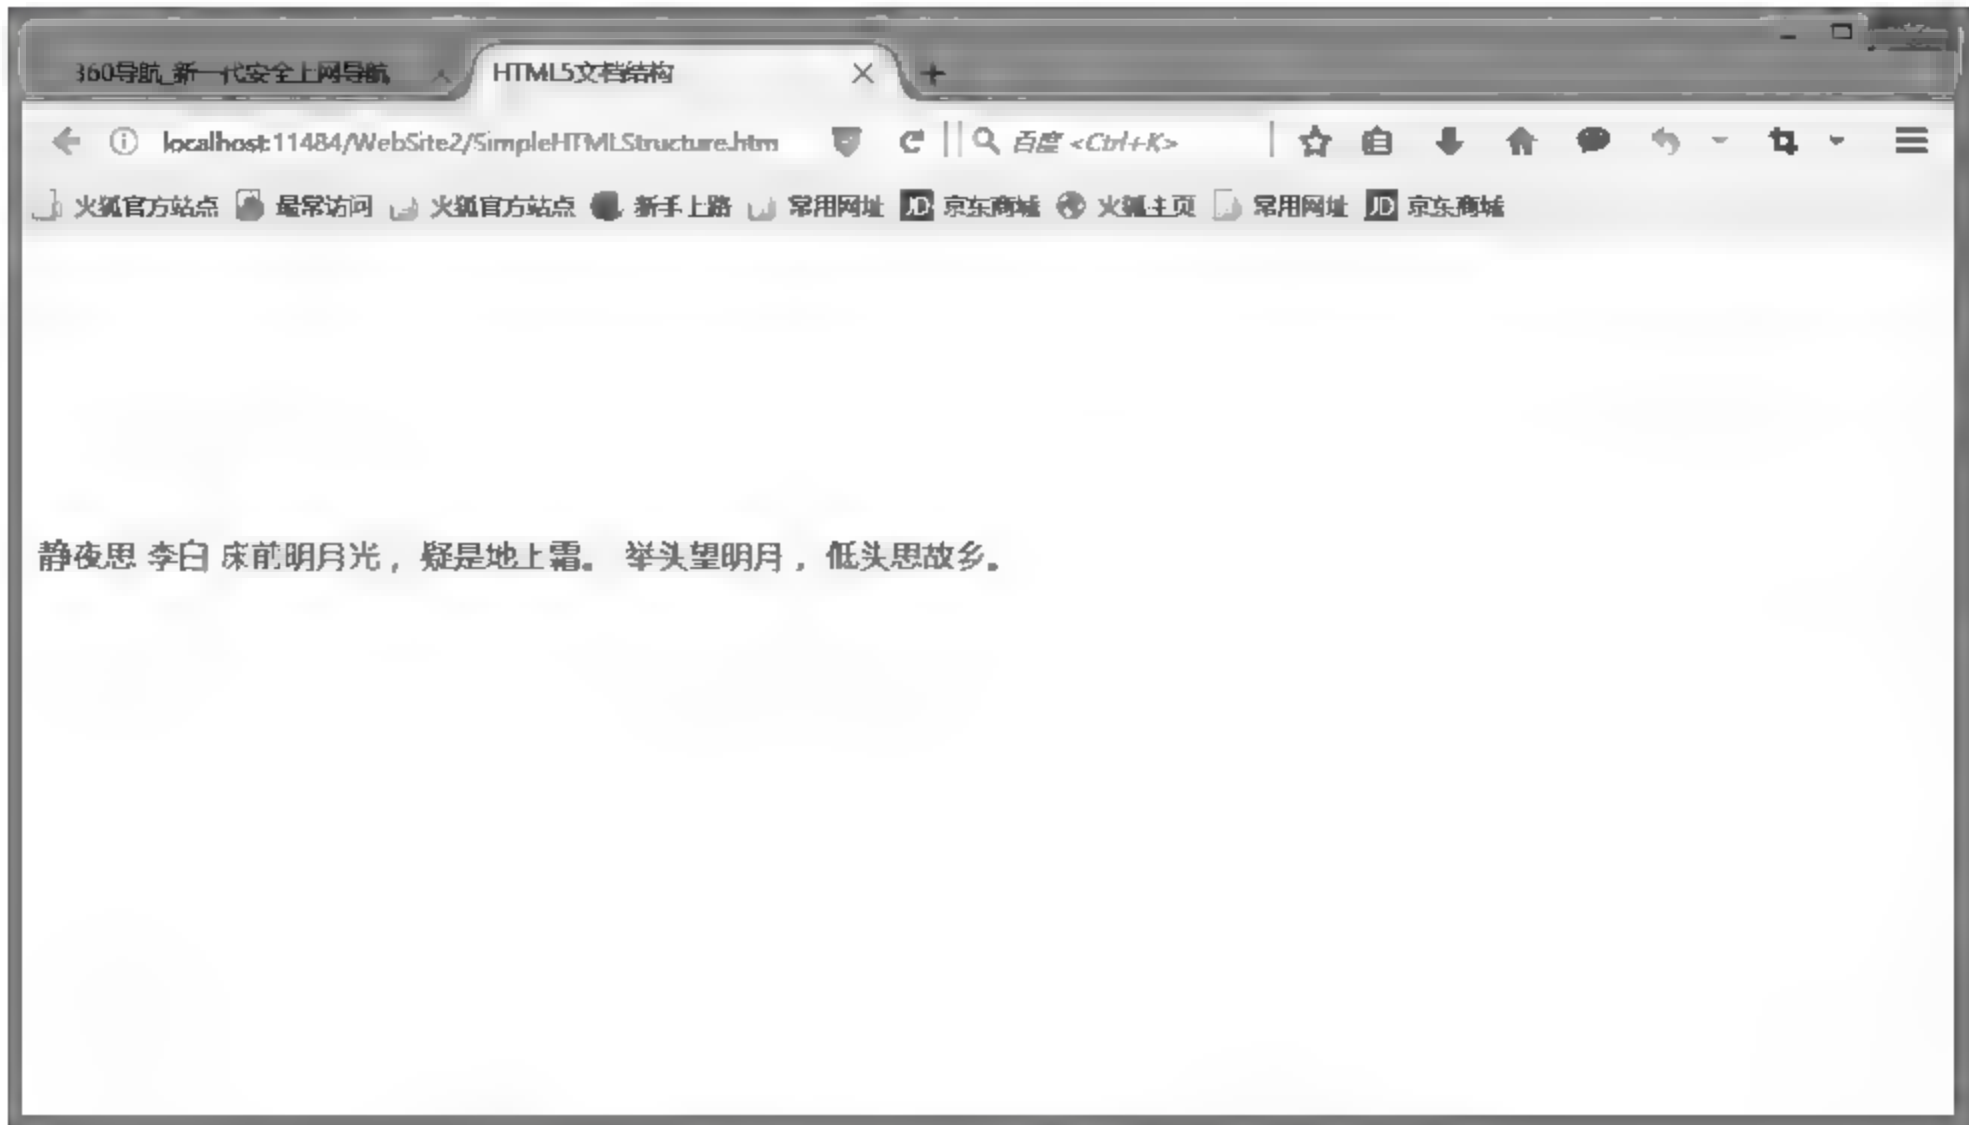 360导航_新一代安全上网导航 HTML5文档结构
localhost:11484/WebSite2/SimpleHTMLStructure.htm 百度 <Ctrl+K>
火狐官方站点 最常访问 火狐官方站点 新手上路 常用网址 JD 京东商城 火狐主页 常用网址 JD 京东商城
静夜思 李白 床前明月光，疑是地上霜。 举头望明月，低头思故乡。